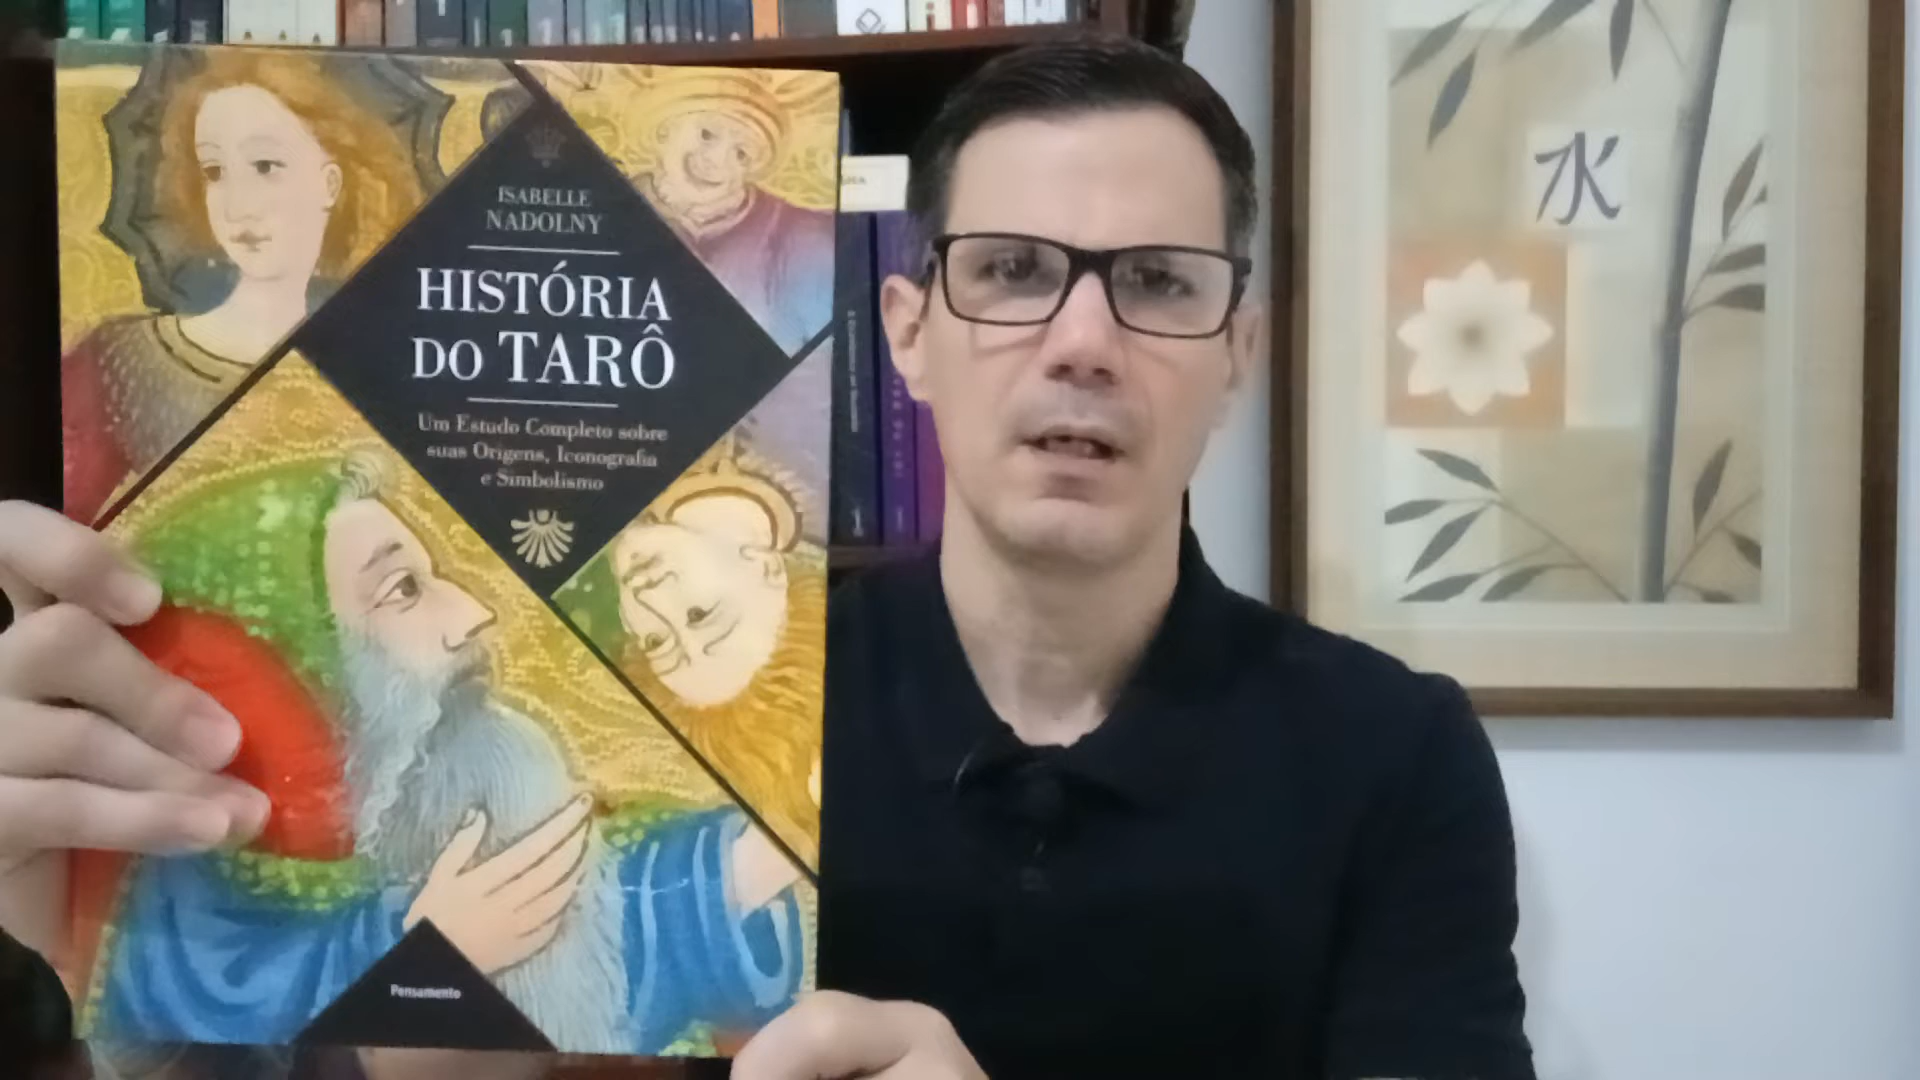 ISABELLE
NADOLNY
HISTÓRIA
DO TARÔ
Um Estudo Completo sobre
suas Origens, Iconografia
e Simbolismo
Pensamento
水